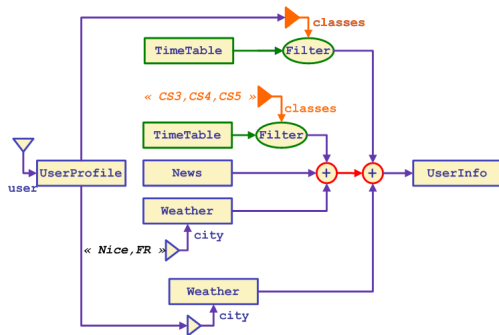 classes
TimeTable
Filter
« CS3,CS4,CS5 »
classes
TimeTable
Filter
user
UserProfile
News
+
+
UserInfo
Weather
city
« Nice,FR »
Weather
city